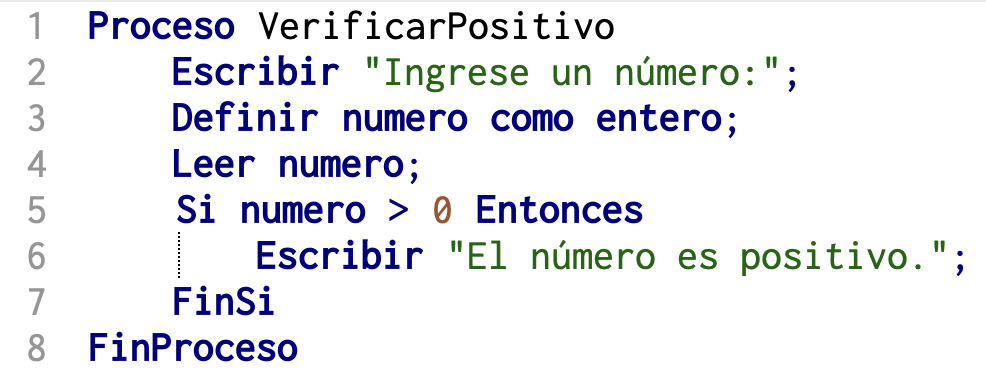 1 Proceso VerificarPositivo
2 Escribir "Ingrese un número:";
3 Definir numero como entero;
4 Leer numero;
5 Si numero > 0 Entonces
6 Escribir "El número es positivo.";
7 FinSi
8 FinProceso